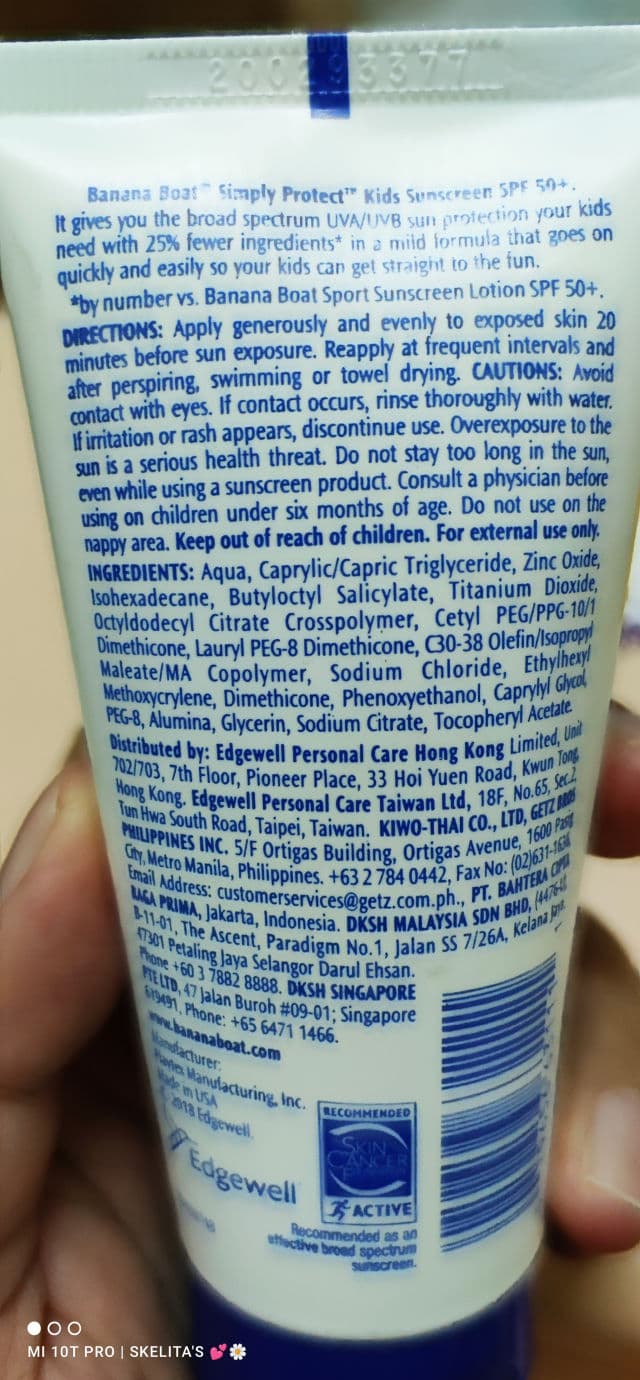 20029 3377
Banana Boat™ Simply Protect™ Kids Sunscreen SPF 50+.
It gives you the broad spectrum UVA/UVB sun protection your kids
need with 25% fewer ingredients* in a mild formula that goes on
quickly and easily so your kids can get straight to the fun.
*by number vs. Banana Boat Sport Sunscreen Lotion SPF 50+.
DIRECTIONS: Apply generously and evenly to exposed skin 20
minutes before sun exposure. Reapply at frequent intervals and
after perspiring, swimming or towel drying. CAUTIONS: Avoid
contact with eyes. If contact occurs, rinse thoroughly with water.
If irritation or rash appears, discontinue use. Overexposure to the
sun is a serious health threat. Do not stay too long in the sun,
even while using a sunscreen product. Consult a physician before
using on children under six months of age. Do not use on the
nappy area. Keep out of reach of children. For external use only.
INGREDIENTS: Aqua, Caprylic/Capric Triglyceride, Zinc Oxide,
Isohexadecane, Butyloctyl Salicylate, Titanium Dioxide,
Octyldodecyl Citrate Crosspolymer, Cetyl PEG/PPG-10/1
Dimethicone, Lauryl PEG-8 Dimethicone, C30-38 Olefin/Isopropyl
Maleate/MA Copolymer, Sodium Chloride, Ethylhexyl
Methoxycrylene, Dimethicone, Phenoxyethanol, Caprylyl Glycol,
PEG-8, Alumina, Glycerin, Sodium Citrate, Tocopheryl Acetate.
Distributed by: Edgewell Personal Care Hong Kong Limited, Unit
702/703, 7th Floor, Pioneer Place, 33 Hoi Yuen Road, Kwun Tong,
Hong Kong. Edgewell Personal Care Taiwan Ltd, 18F, No.65, Sec.2,
Tun Hwa South Road, Taipei, Taiwan. KIWO-THAI CO., LTD, GETZ BROS
PHILIPPINES INC. 5/F Ortigas Building, Ortigas Avenue, 1600 Pasig
City, Metro Manila, Philippines. +63 2 784 0442, Fax No: (02)631-1636,
Email Address: customerservices@getz.com.ph., PT. BAHTERA CIPTA
RAGA PRIMA, Jakarta, Indonesia. DKSH MALAYSIA SDN BHD,
B-11-01, The Ascent, Paradigm No.1, Jalan SS 7/26A, Kelana Jaya,
47301 Petaling Jaya Selangor Darul Ehsan.
Phone +60 3 7882 8888. DKSH SINGAPORE
PTE LTD, 47 Jalan Buroh #09-01; Singapore
619491, Phone: +65 6471 1466.
www.bananaboat.com
Manufacturer:
Playtex Manufacturing, Inc.
Made in USA
© 2018 Edgewell
Edgewell
RECOMMENDED
SKIN
CANCER
ACTIVE
Recommended as an
effective broad spectrum
sunscreen.
MI 10T PRO | SKELITA'S 💕🌼